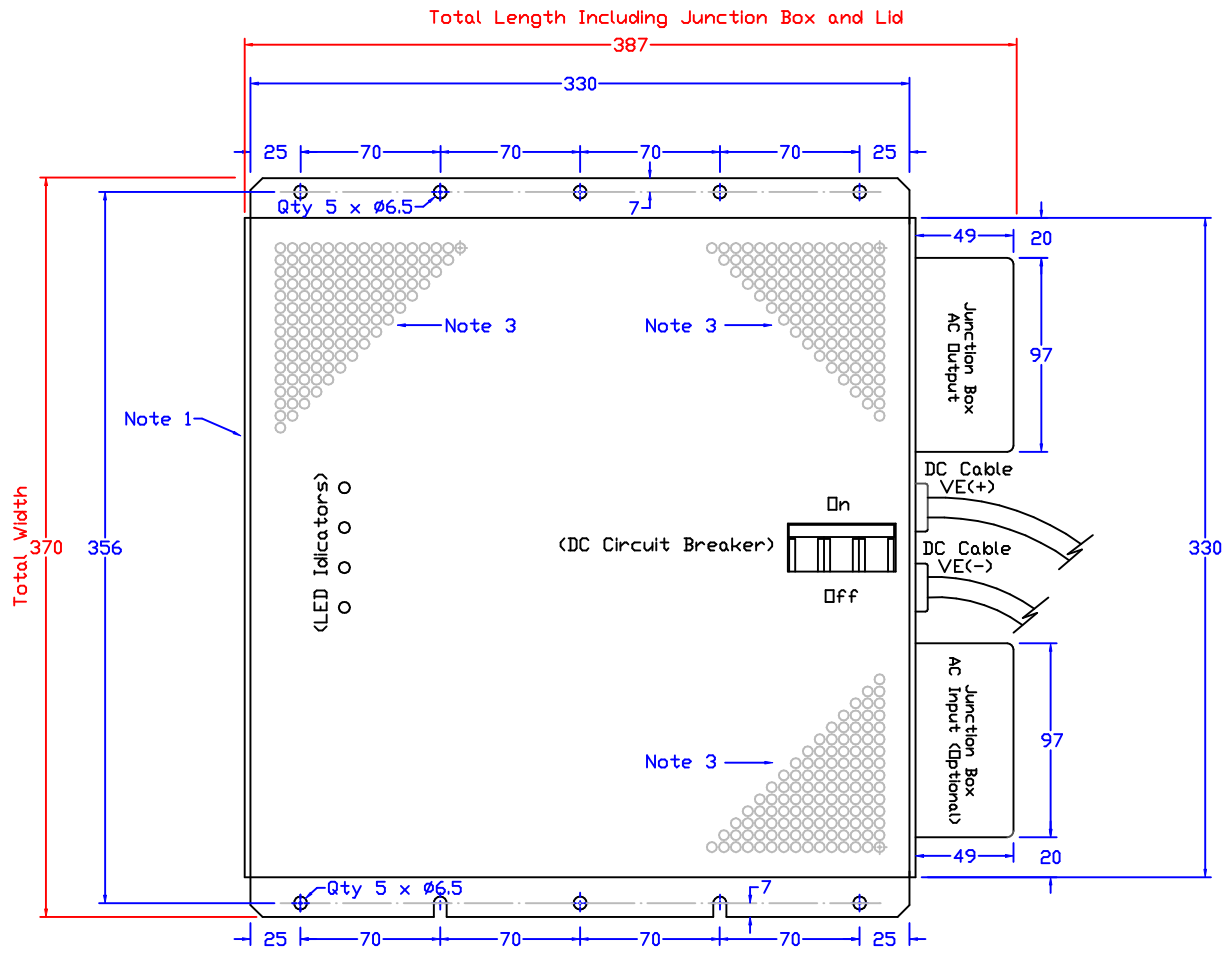 Total Length Including Junction Box and Lid
387
330
25 70 70 70 70 25
Qty 5 x Ø6.5
7
49 20
Note 3
Note 3
Junction Box
AC Output
97
Note 1
DC Cable
VE(+)
On
(LED Idicators)
(DC Circuit Breaker)
Total Width
370
356
DC Cable
VE(-)
330
Off
Junction Box
AC Input (Optional)
97
Note 3
49 20
Qty 5 x Ø6.5
7
25 70 70 70 70 25